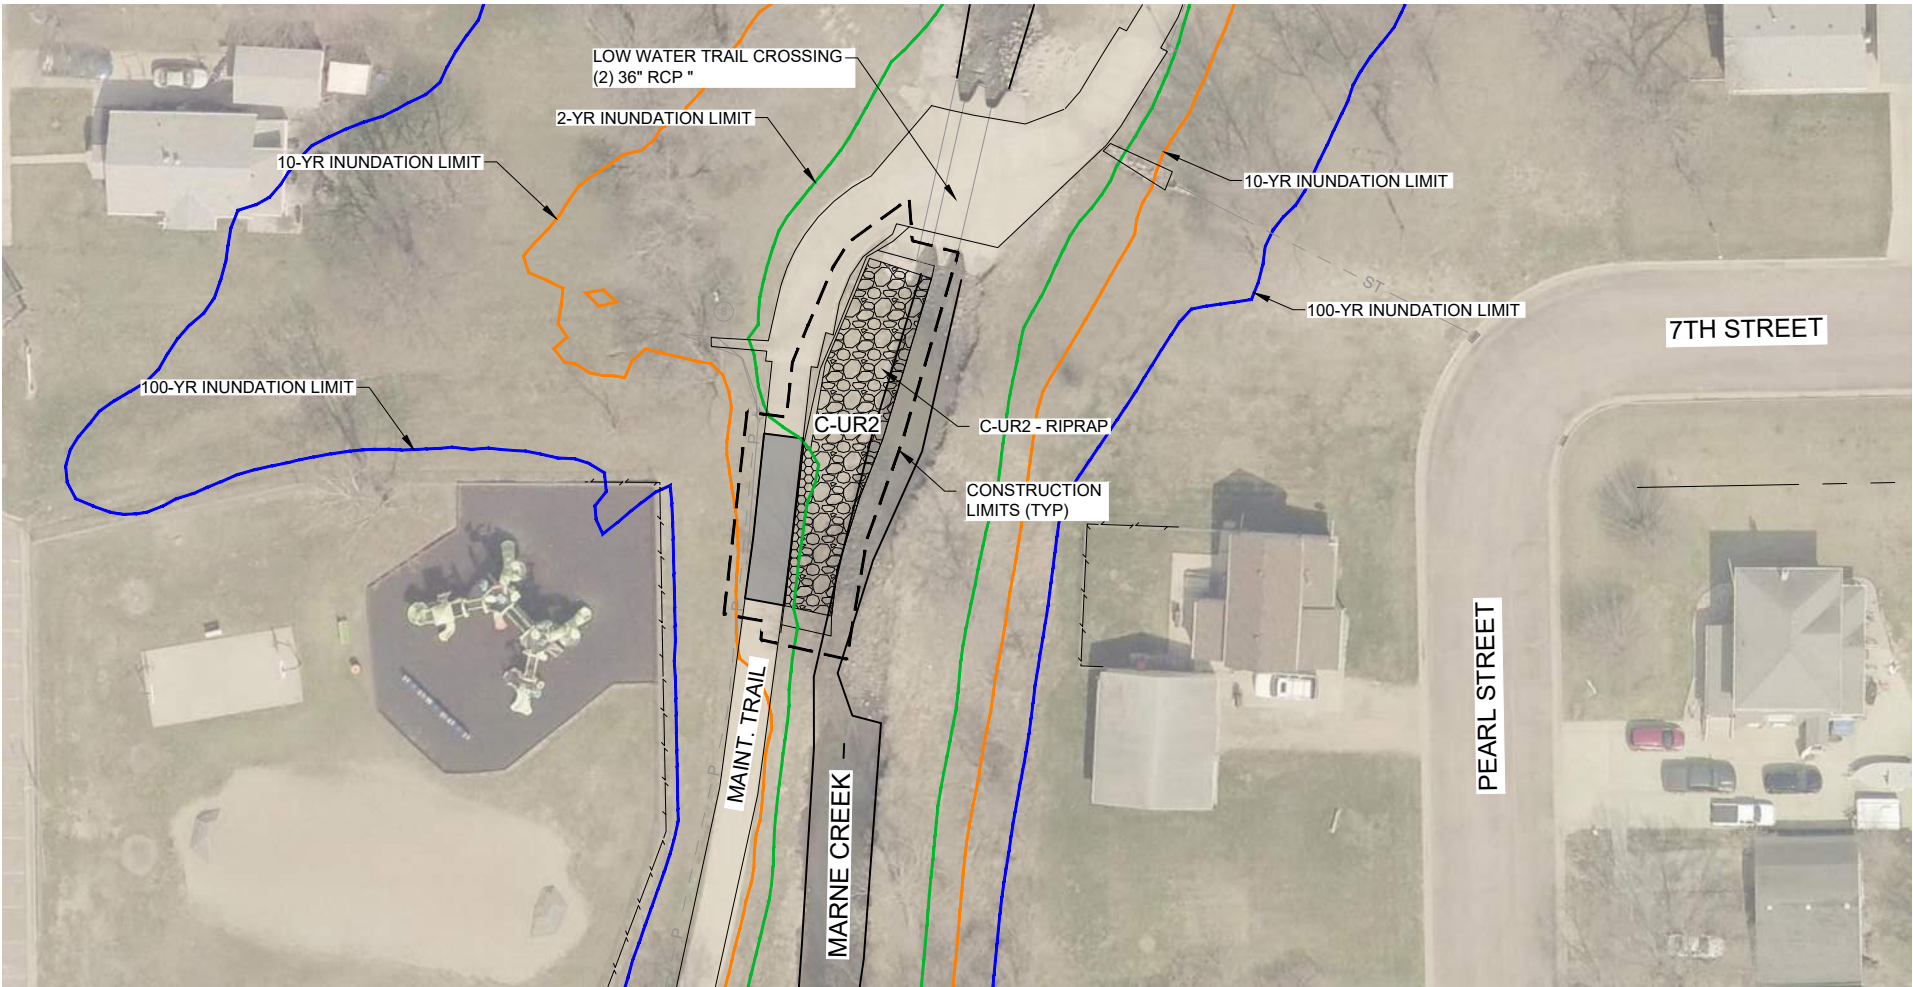 LOW WATER TRAIL CROSSING
(2) 36" RCP "
2-YR INUNDATION LIMIT
10-YR INUNDATION LIMIT
10-YR INUNDATION LIMIT
ST
100-YR INUNDATION LIMIT
7TH STREET
100-YR INUNDATION LIMIT
C-UR2
C-UR2 - RIPRAP
P
CONSTRUCTION
LIMITS (TYP)
P
PEARL STREET
MAINT. TRAIL
P
MARNE CREEK
P